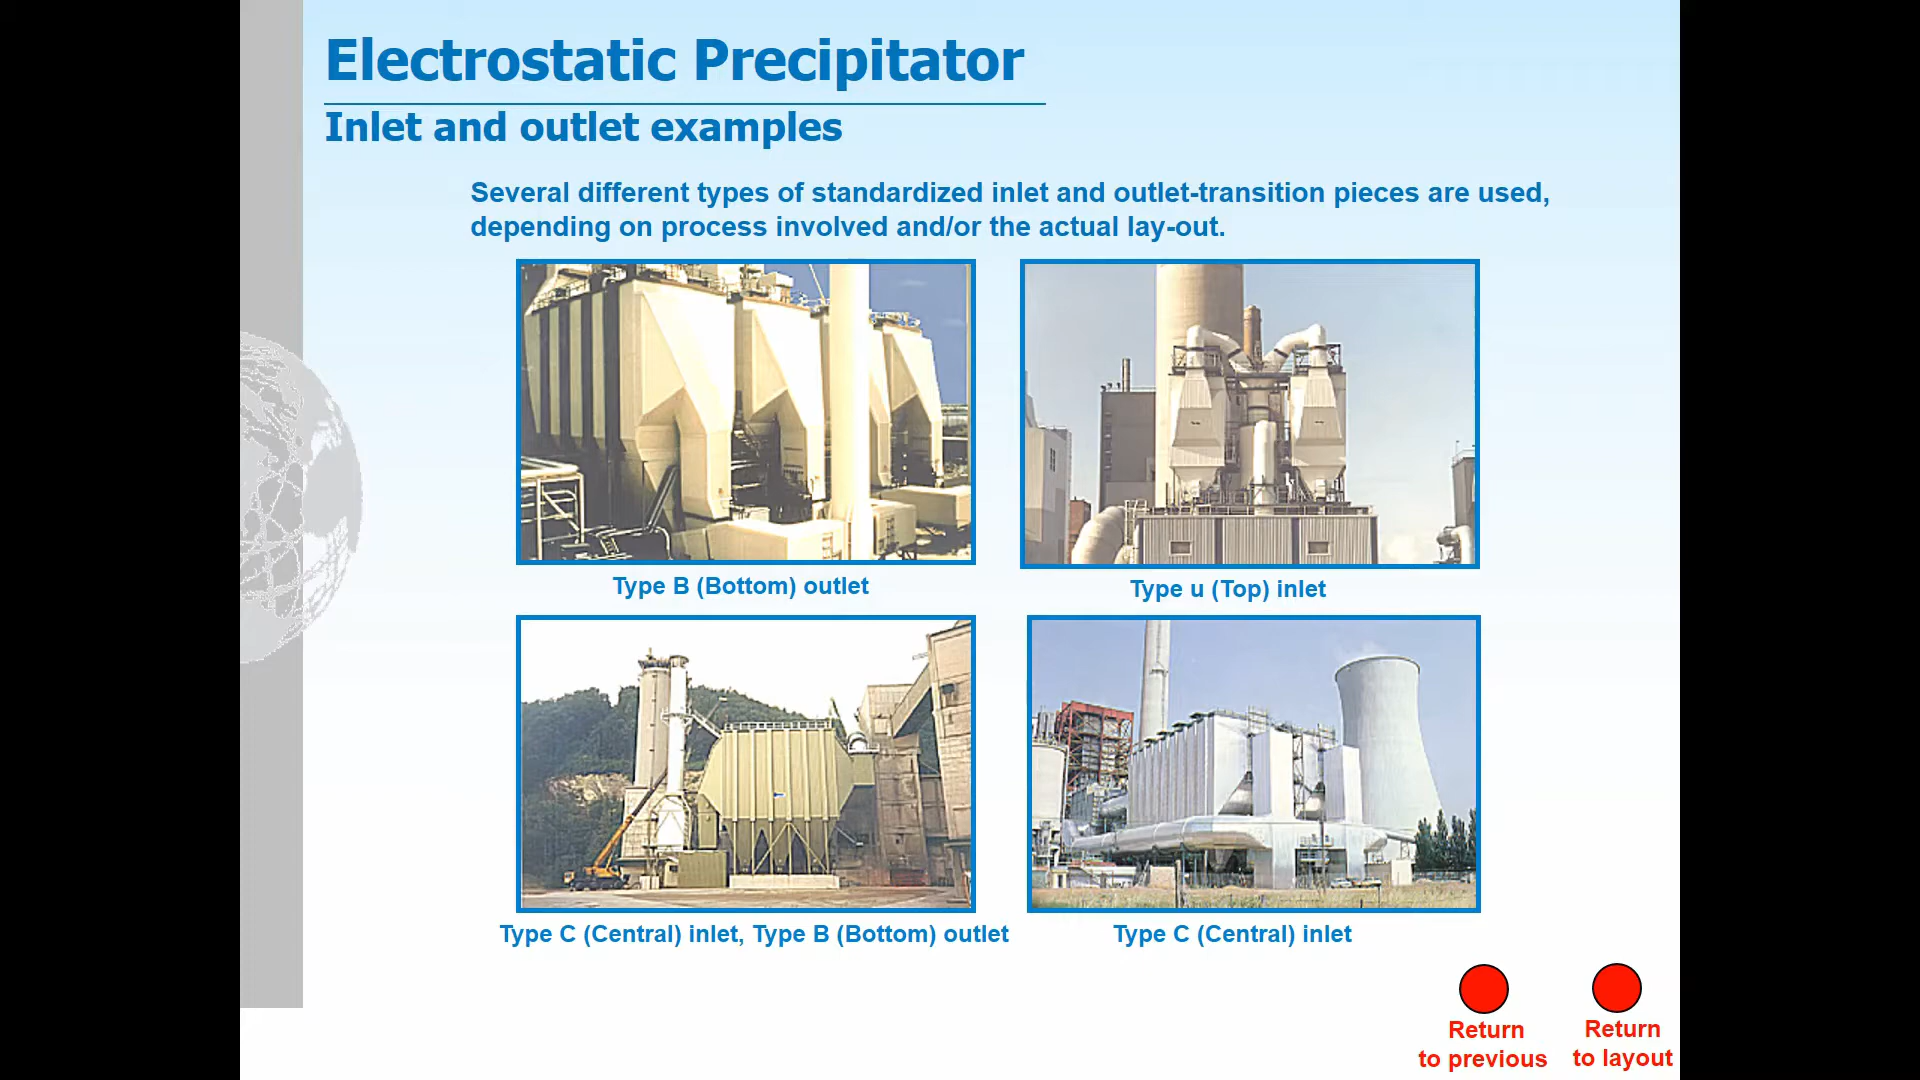 Electrostatic Precipitator
Inlet and outlet examples
Several different types of standardized inlet and outlet-transition pieces are used,
depending on process involved and/or the actual lay-out.
Type B (Bottom) outlet
Type u (Top) inlet
Type C (Central) inlet, Type B (Bottom) outlet
Type C (Central) inlet
Return
to previous
Return
to layout